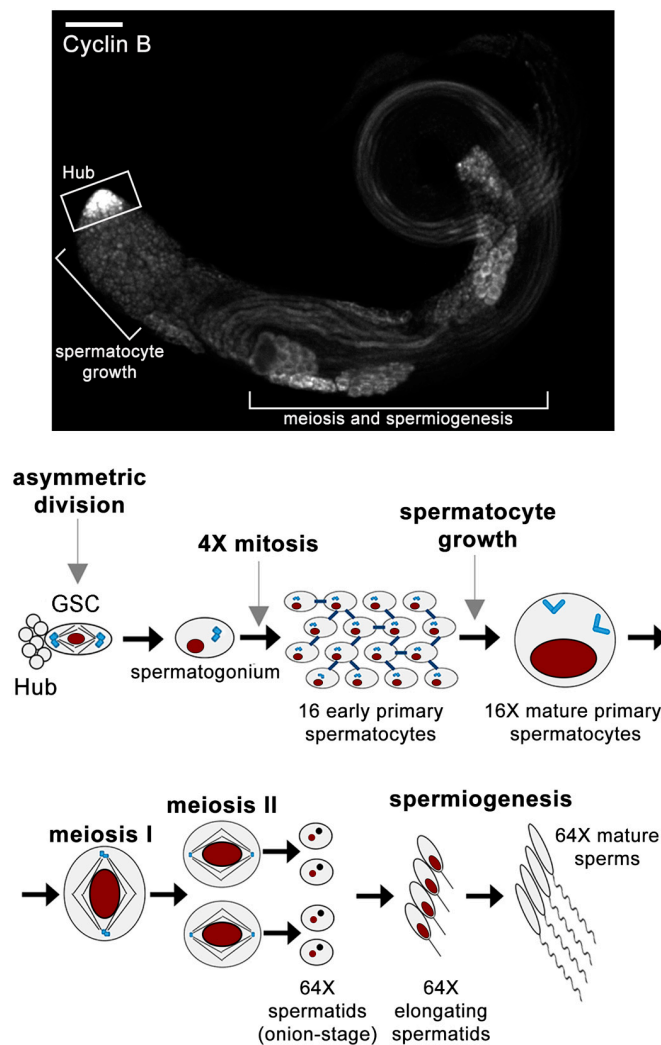 Cyclin B
Hub
spermatocyte
growth
meiosis and spermiogenesis
asymmetric
division
4X mitosis
spermatocyte
growth
GSC
Hub
spermatogonium
16 early primary
spermatocytes
16X mature primary
spermatocytes
meiosis I
meiosis II
spermiogenesis
64X mature
sperms
64X
spermatids
(onion-stage)
64X
elongating
spermatids